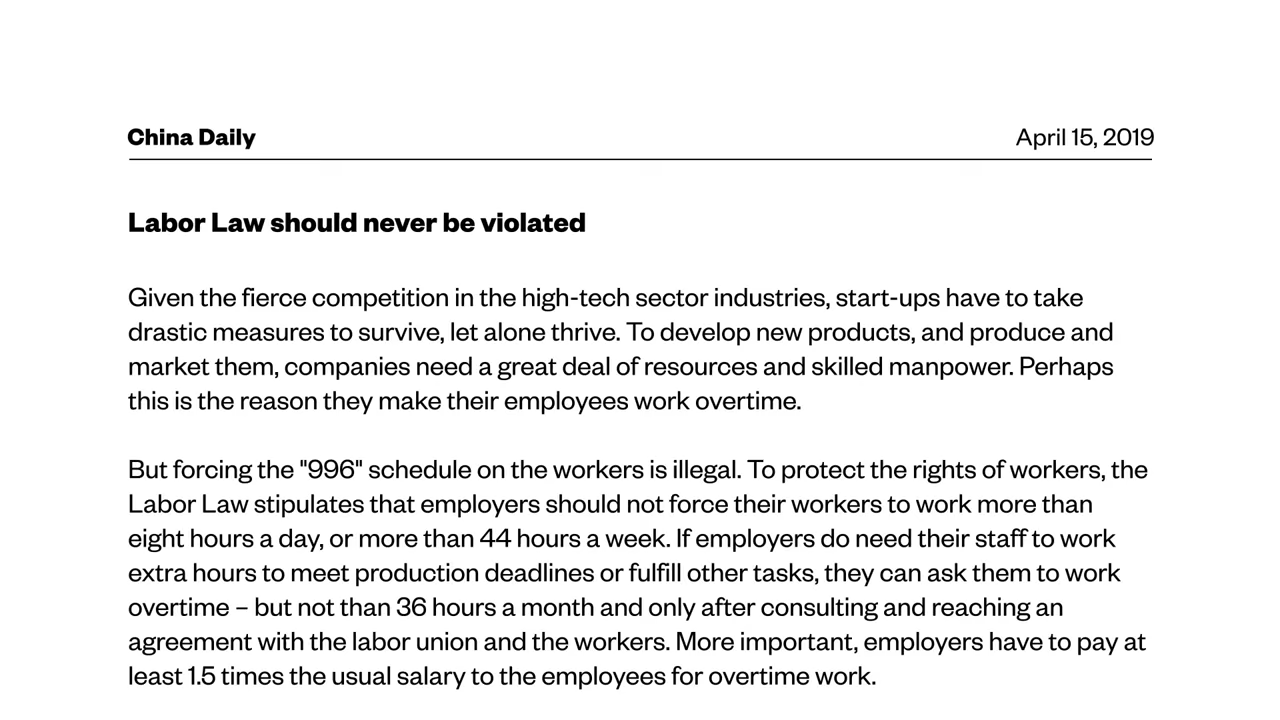 China Daily
April 15, 2019
Labor Law should never be violated
Given the fierce competition in the high-tech sector industries, start-ups have to take
drastic measures to survive, let alone thrive. To develop new products, and produce and
market them, companies need a great deal of resources and skilled manpower. Perhaps
this is the reason they make their employees work overtime.
But forcing the "996" schedule on the workers is illegal. To protect the rights of workers, the
Labor Law stipulates that employers should not force their workers to work more than
eight hours a day, or more than 44 hours a week. If employers do need their staff to work
extra hours to meet production deadlines or fulfill other tasks, they can ask them to work
overtime – but not than 36 hours a month and only after consulting and reaching an
agreement with the labor union and the workers. More important, employers have to pay at
least 1.5 times the usual salary to the employees for overtime work.